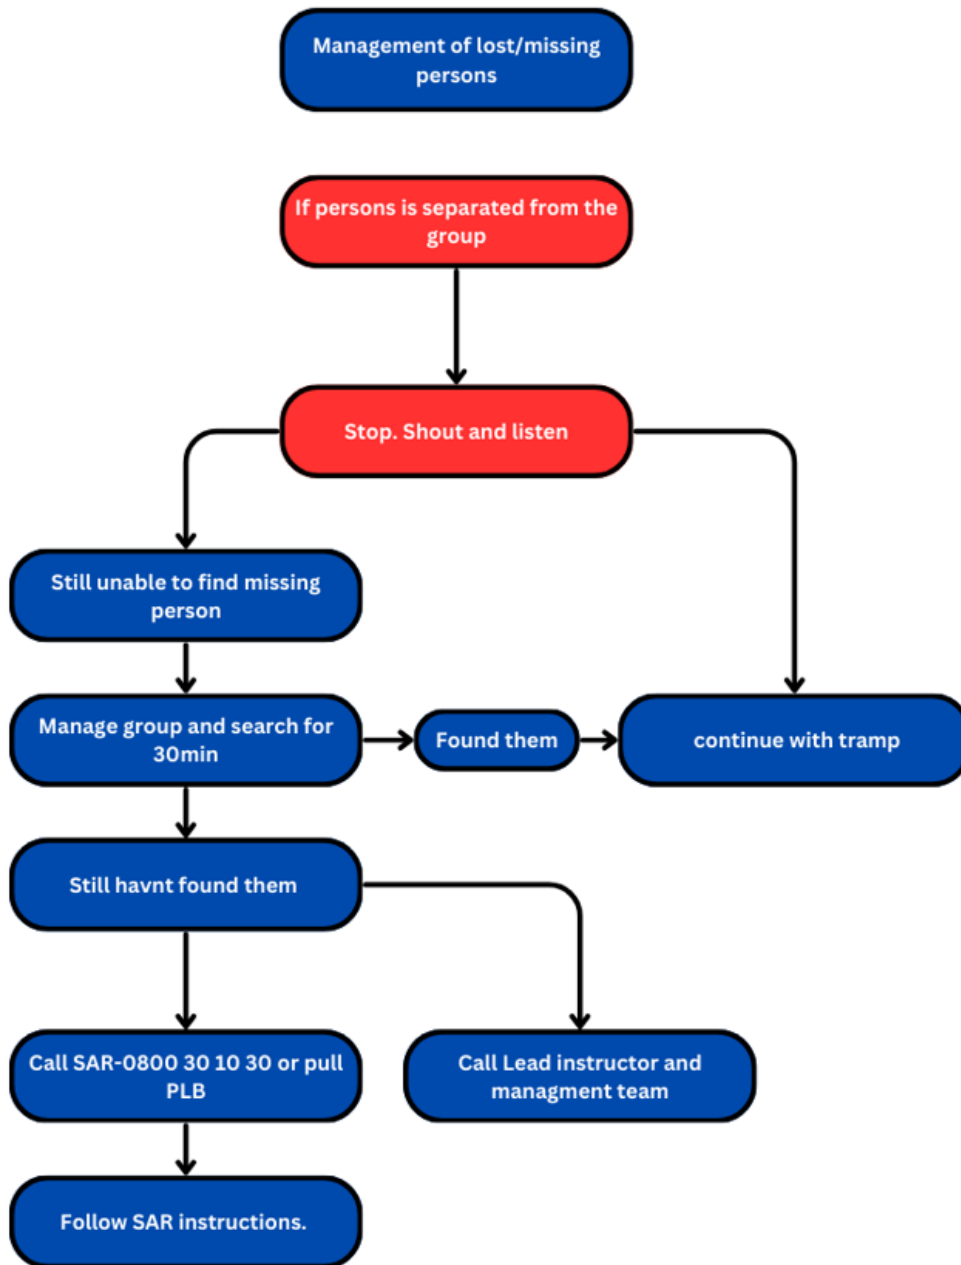 Management of lost/missing
persons
If persons is separated from the
group
Stop. Shout and listen
Still unable to find missing
person
Manage group and search for
30min
Found them
continue with tramp
Still havnt found them
Call SAR-0800 30 10 30 or pull
PLB
Call Lead instructor and
managment team
Follow SAR instructions.